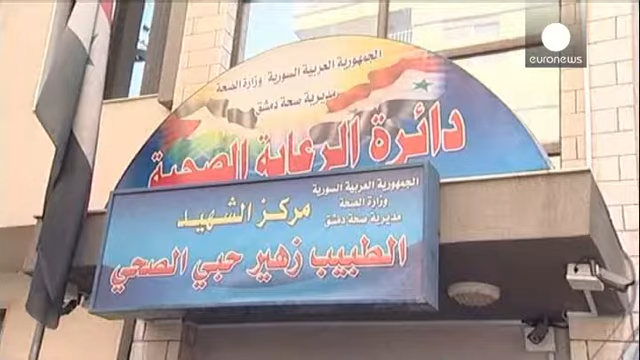 euronews
الجمهورية العربية السورية
وزارة الصحة
مديرية صحة دمشق
دائرة الرعاية الصحية
الجمهورية العربية السورية
وزارة الصحة
مديرية صحة دمشق
مركز الشهيد
الطبيب زهير حبي الصحي